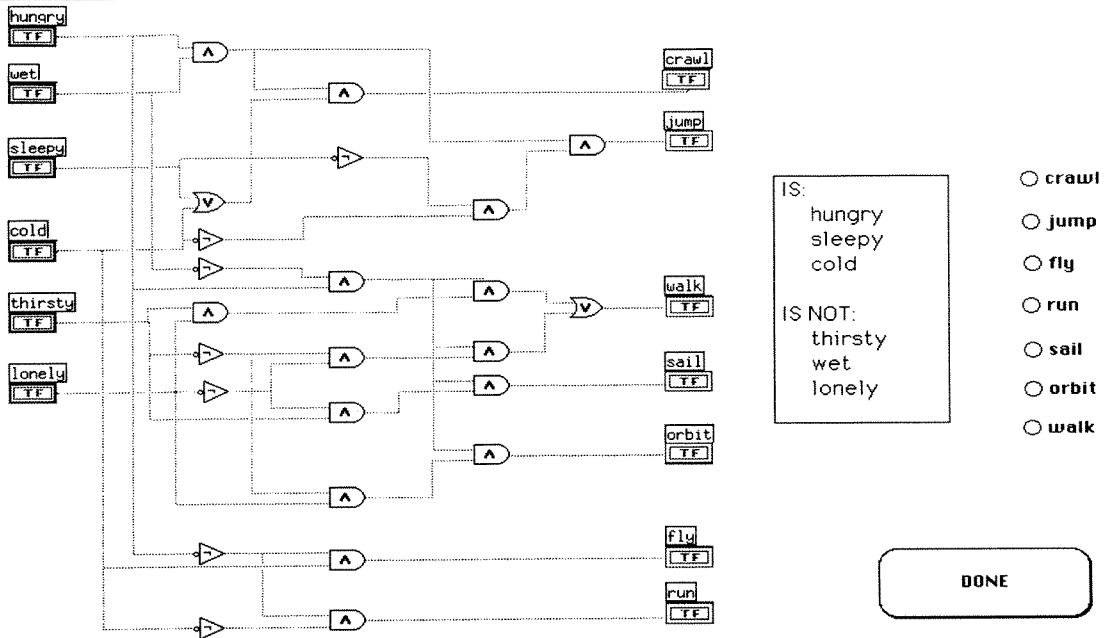 hungry
TF
wet
TF
sleepy
TF
cold
TF
thirsty
TF
lonely
TF
∧
∧
∧
¬
∨
∧
¬
¬
∧
∧
∧
∨
¬
∧
∧
¬
∧
∧
∧
∧
¬
∧
¬
∧
crawl
TF
jump
TF
walk
TF
sail
TF
orbit
TF
fly
TF
run
TF
IS:
hungry
sleepy
cold
IS NOT:
thirsty
wet
lonely
crawl
jump
fly
run
sail
orbit
walk
DONE